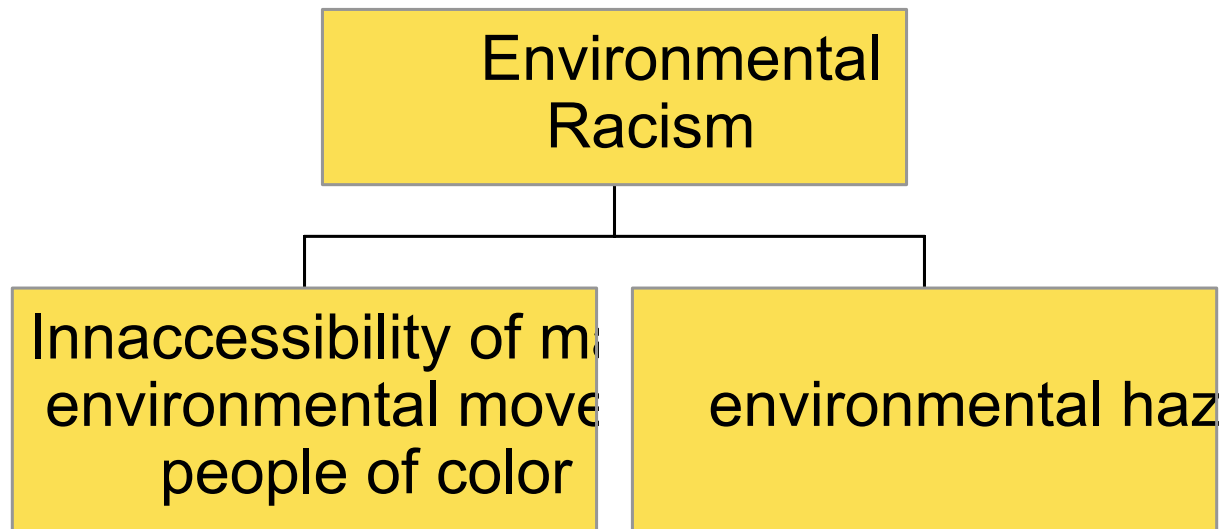 Environmental
Racism
Innaccessibility of
environmental
people of color
environmental